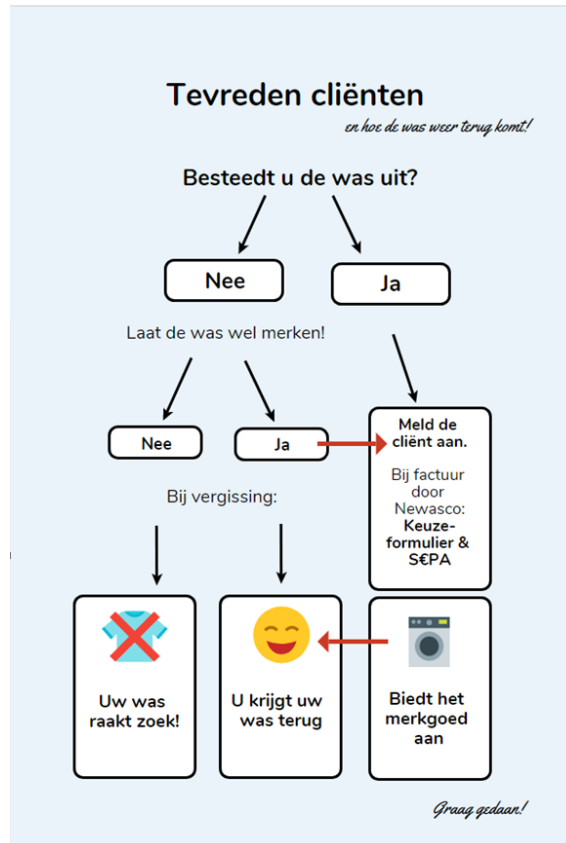 Tevreden cliënten
en hoe de was weer terug komt!
Besteedt u de was uit?
Nee
Ja
Laat de was wel merken!
Nee
Ja
Meld de
cliënt aan.
Bij factuur
door
Newasco:
Keuze-
formulier &
S€PA
Bij vergissing:
Uw was
raakt zoek!
U krijgt uw
was terug
Biedt het
merkgoed
aan
Graag gedaan!